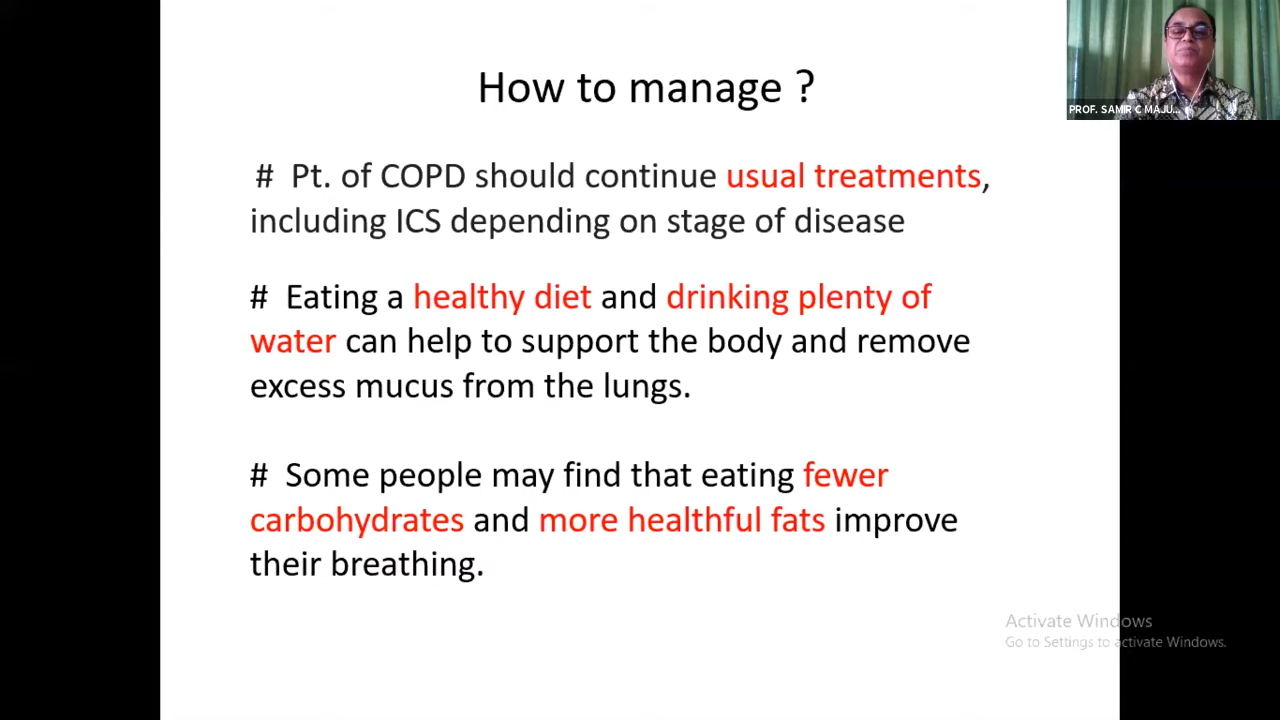 How to manage ?
PROF. SAMIR C MAJU...
# Pt. of COPD should continue usual treatments,
including ICS depending on stage of disease
# Eating a healthy diet and drinking plenty of
water can help to support the body and remove
excess mucus from the lungs.
# Some people may find that eating fewer
carbohydrates and more healthful fats improve
their breathing.
Activate Windows
Go to Settings to activate Windows.